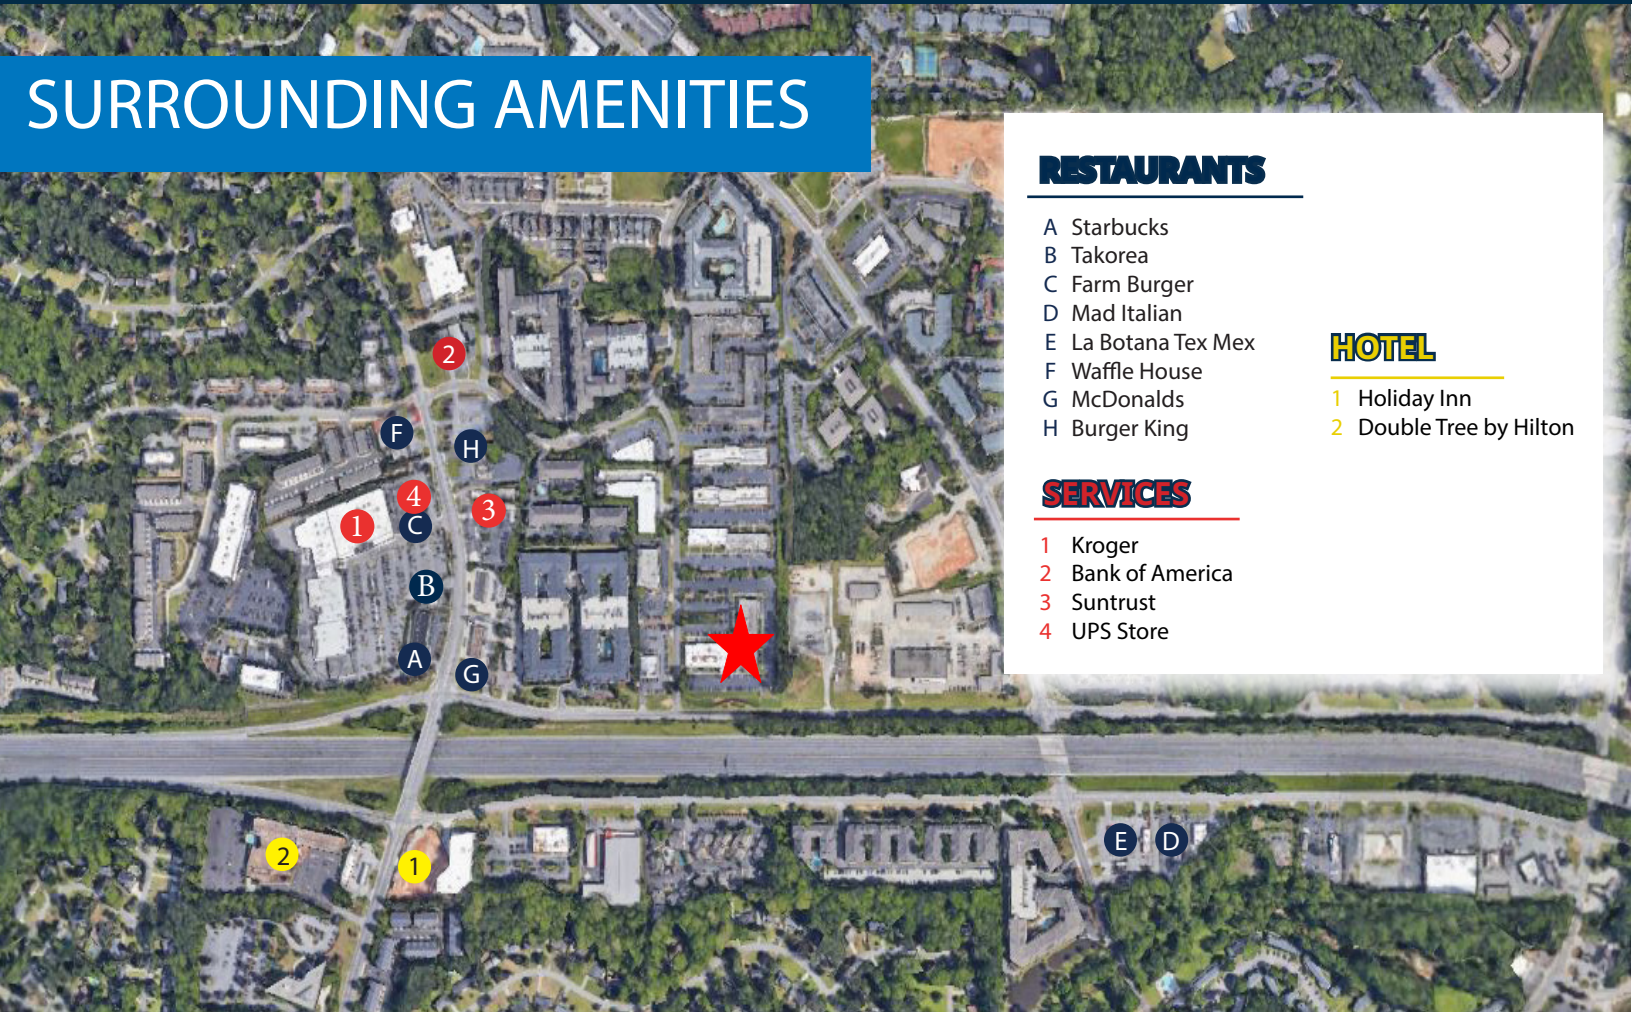 SURROUNDING AMENITIES
RESTAURANTS
A Starbucks
B Takorea
C Farm Burger
D Mad Italian
E La Botana Tex Mex
F Waffle House
G McDonalds
H Burger King
HOTEL
1 Holiday Inn
2 Double Tree by Hilton
SERVICES
1 Kroger
2 Bank of America
3 Suntrust
4 UPS Store
2
F
H
4
3
1
C
B
A
G
2
1
E
D